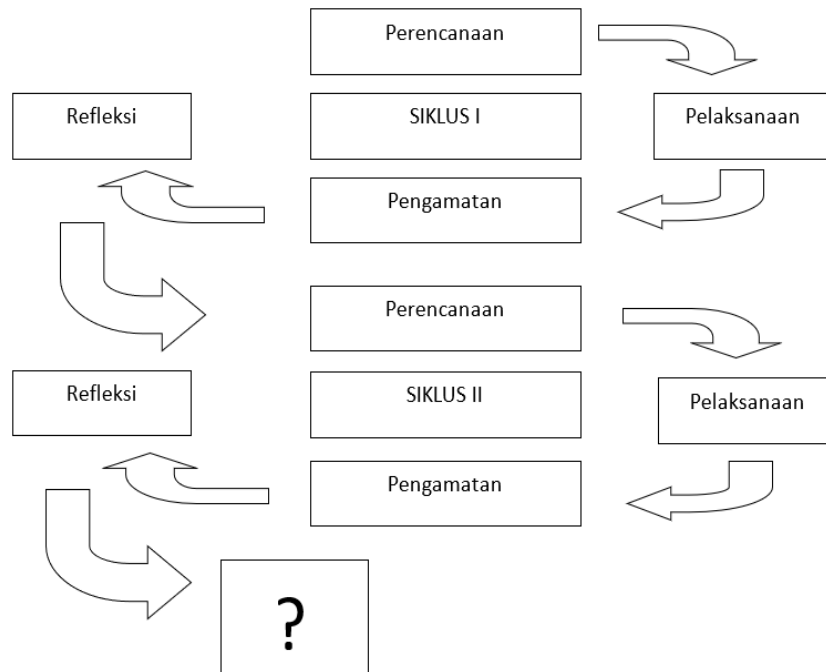 Perencanaan
Refleksi
SIKLUS I
Pelaksanaan
Pengamatan
Perencanaan
Refleksi
SIKLUS II
Pelaksanaan
Pengamatan
?